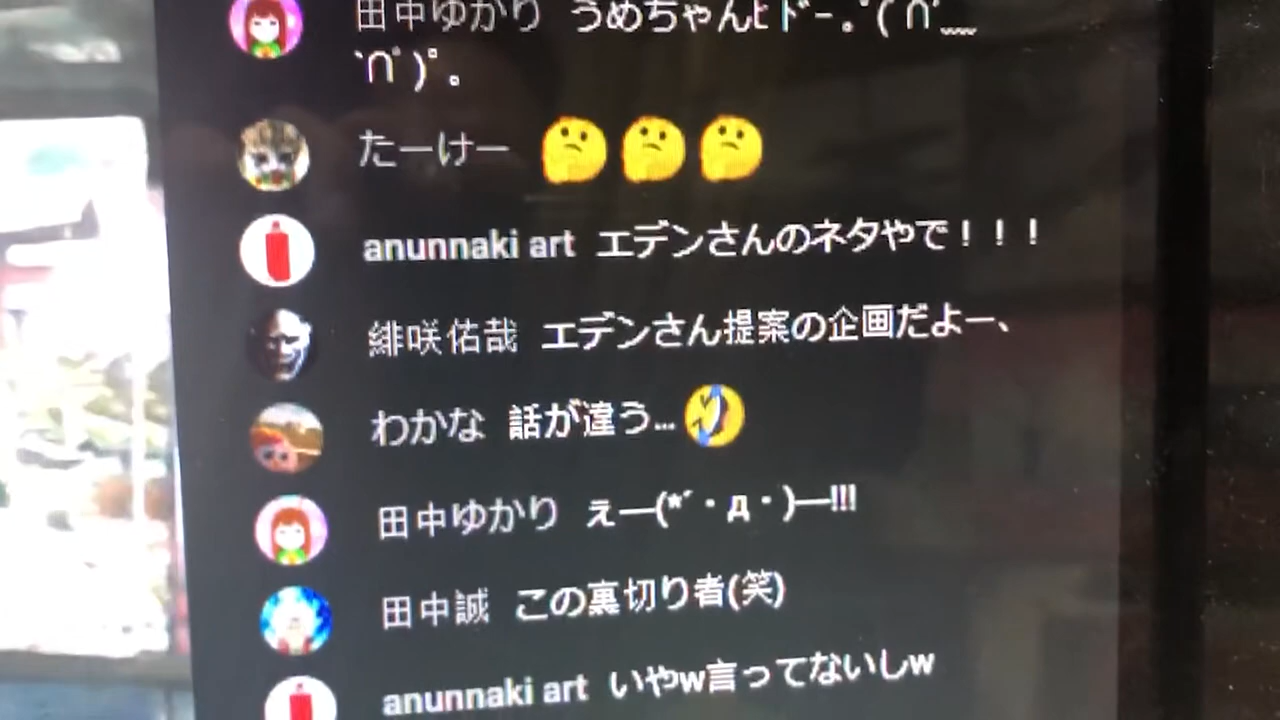 田中ゆかり うめちゃんﾋﾄﾞｰ｡ﾟ(ﾟ∩'﹏
`∩ﾟ)ﾟ｡
たーけー 🤔🤔🤔
anunnaki art エデンさんのネタやで！！！
緋咲佑哉 エデンさん提案の企画だよー、
わかな 話が違う…🤣
田中ゆかり ぇ—(*´・д・)—!!!
田中誠 この裏切り者(笑)
anunnaki art いやw言ってないしw